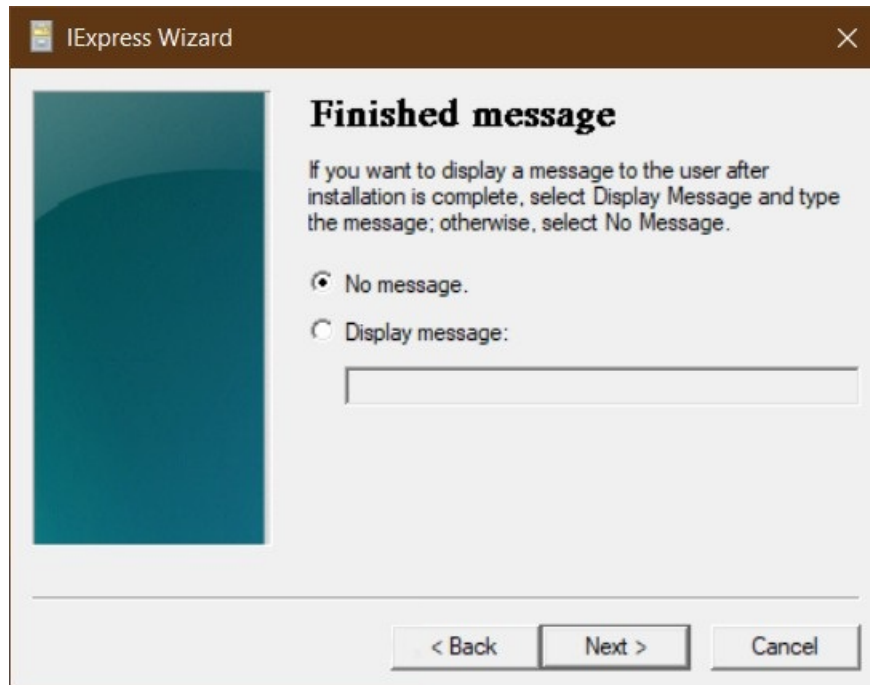 IExpress Wizard
Finished message
If you want to display a message to the user after
installation is complete, select Display Message and type
the message; otherwise, select No Message.
No message.
Display message:
< Back Next > Cancel